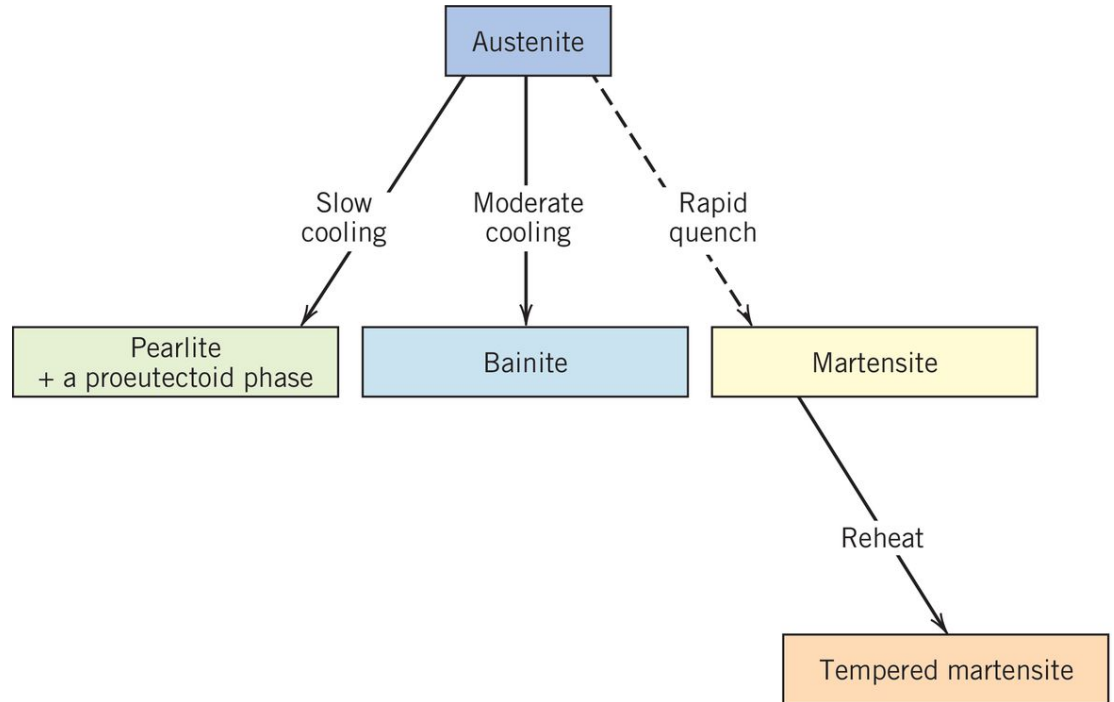 Austenite
Slow
cooling
Moderate
cooling
Rapid
quench
Pearlite
+ a proeutectoid phase
Bainite
Martensite
Reheat
Tempered martensite